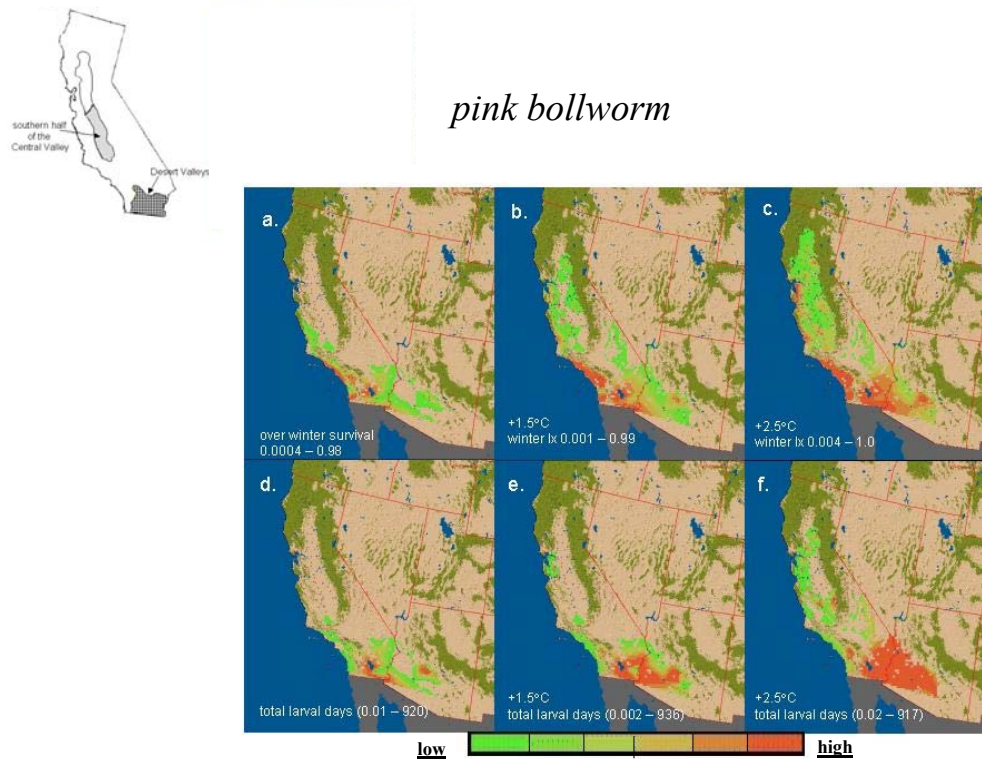 southern half
of the
Central Valley
Desert Valleys
pink bollworm
a.
over winter survival
0.0004 – 0.98
b.
+1.5°C
winter lx 0.001 – 0.99
c.
+2.5°C
winter lx 0.004 – 1.0
d.
total larval days (0.01 – 920)
e.
+1.5°C
total larval days (0.002 – 936)
f.
+2.5°C
total larval days (0.02 – 917)
low
high